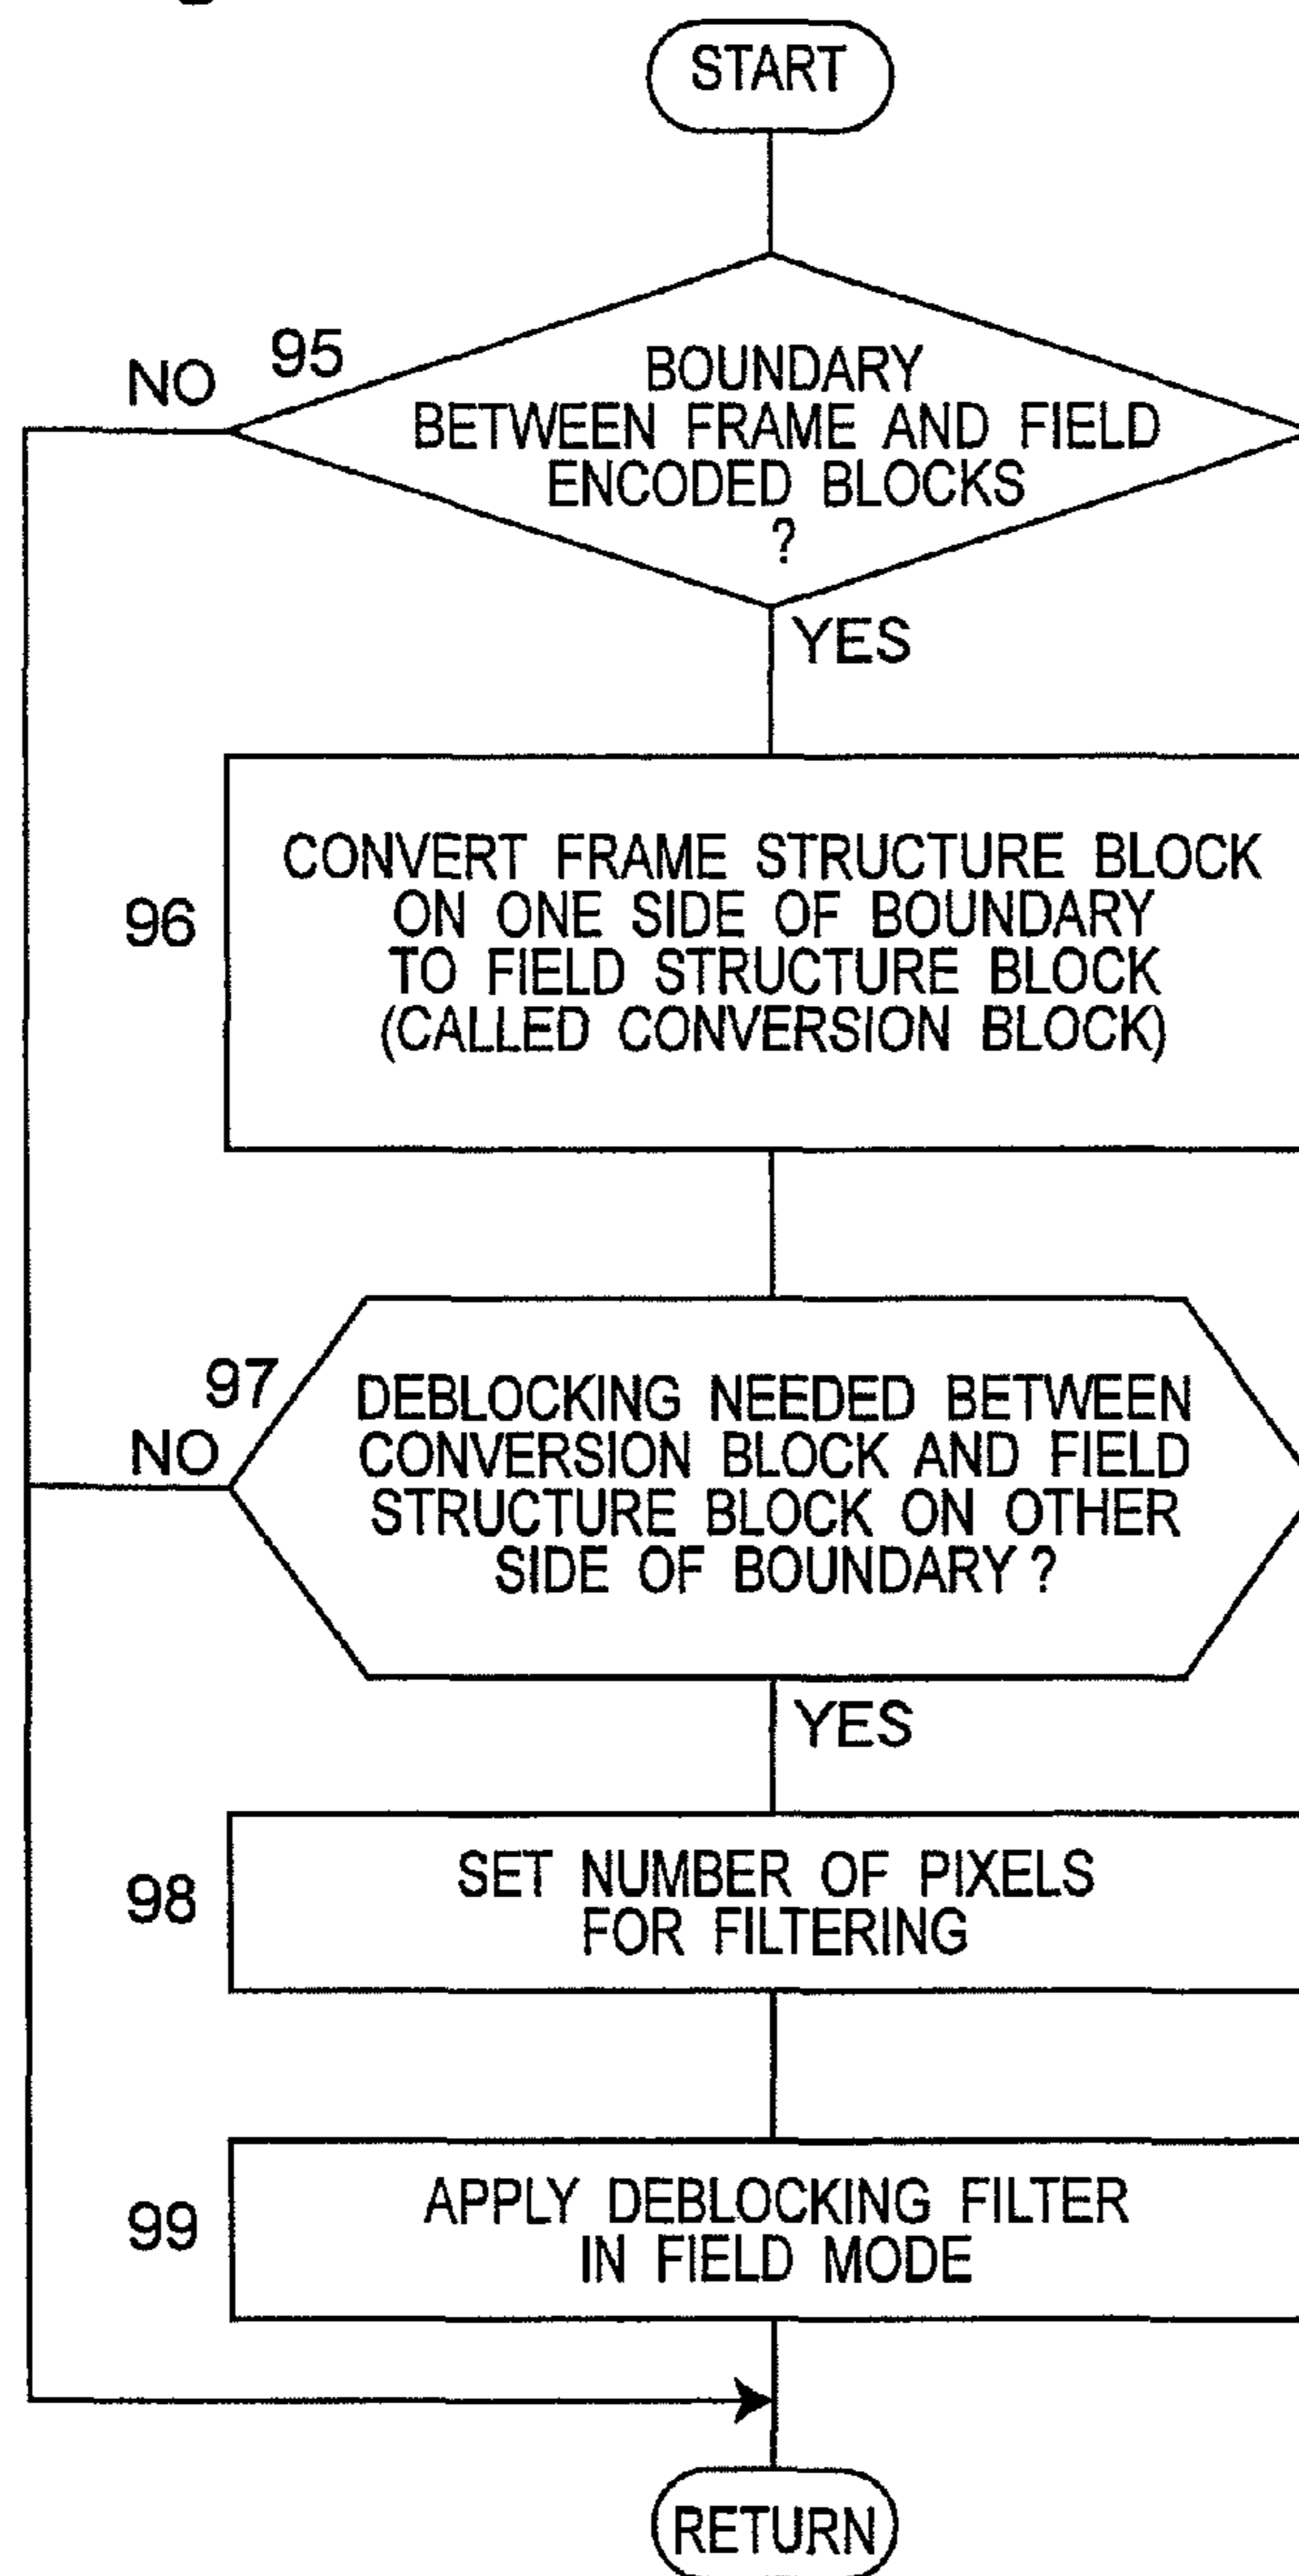 START
NO 95
BOUNDARY
BETWEEN FRAME AND FIELD
ENCODED BLOCKS
?
YES
96
CONVERT FRAME STRUCTURE BLOCK
ON ONE SIDE OF BOUNDARY
TO FIELD STRUCTURE BLOCK
(CALLED CONVERSION BLOCK)
97
NO
DEBLOCKING NEEDED BETWEEN
CONVERSION BLOCK AND FIELD
STRUCTURE BLOCK ON OTHER
SIDE OF BOUNDARY ?
YES
98
SET NUMBER OF PIXELS
FOR FILTERING
99
APPLY DEBLOCKING FILTER
IN FIELD MODE
RETURN